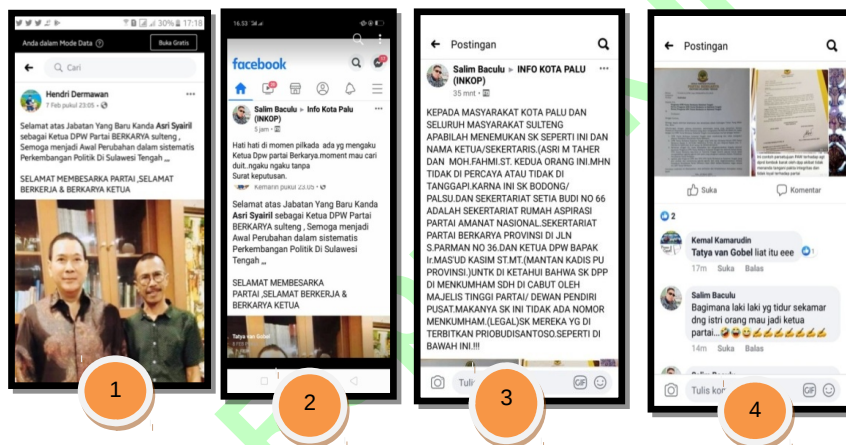 17:18
30%
Anda dalam Mode Data
Buka Gratis
Cari
Hendri Dermawan
7 Feb pukul 23.05
Selamat atas Jabatan Yang Baru Kanda Asri Syairil
sebagai Ketua DPW Partai BERKARYA sulteng ,
Semoga menjadi Awal Perubahan dalam sistematis
Perkembangan Politik Di Sulawesi Tengah ,,,
SELAMAT MEMBESARKA PARTAI ,SELAMAT
BERKERJA & BERKARYA KETUA
1
16.53
facebook
Salim Baculu ▸ Info Kota Palu
(INKOP)
5 jam
Hati hati di momen pilkada ada yg mengaku
Ketua Dpw partai Berkarya.moment mau cari
duit..ngaku ngaku tanpa
Surat keputusan.
Kemarin pukul 23.05
Selamat atas Jabatan Yang Baru Kanda
Asri Syairil sebagai Ketua DPW Partai
BERKARYA sulteng , Semoga menjadi
Awal Perubahan dalam sistematis
Perkembangan Politik Di Sulawesi
Tengah ,,,
SELAMAT MEMBESARKA
PARTAI ,SELAMAT BERKERJA &
BERKARYA KETUA
Tatya van Gobel
2
Postingan
Salim Baculu ▸ INFO KOTA PALU
(INKOP)
35 mnt
KEPADA MASYARAKAT KOTA PALU DAN
SELURUH MASYARAKAT SULTENG
APABILAH MENEMUKAN SK SEPERTI INI DAN
NAMA KETUA/SEKERTARIS.(ASRI M TAHER
DAN MOH.FAHMI.ST. KEDUA ORANG INI.MHN
TIDAK DI PERCAYA ATAU TIDAK DI
TANGGAPI.KARNA INI SK BODONG/
PALSU.DAN SEKERTARIAT SETIA BUDI NO 66
ADALAH SEKERTARIAT RUMAH ASPIRASI
PARTAI AMANAT NASIONAL.SEKERTARIAT
PARTAI BERKARYA PROVINSI DI JLN
S.PARMAN NO 36.DAN KETUA DPW BAPAK
Ir.MAS'UD KASIM ST.MT.(MANTAN KADIS PU
PROVINSI.)UNTK DI KETAHUI BAHWA SK DPP
DI MENKUMHAM SDH DI CABUT OLEH
MAJELIS TINGGI PARTAI/ DEWAN PENDIRI
PUSAT.MAKANYA SK INI TIDAK ADA NOMOR
MENKUMHAM.(LEGAL)SK MEREKA YG DI
TERBITKAN PRIOBUDISANTOSO.SEPERTI DI
BAWAH INI.!!!
GIF
3
Postingan
Suka
Komentar
2
Kemal Kamarudin
Tatya van Gobel liat itu eee
1
17m Suka Balas
Salim Baculu
Bagimana laki laki yg tidur sekamar
dng istri orang mau jadi ketua
partai...
14m Suka Balas
Tulis
GIF
4